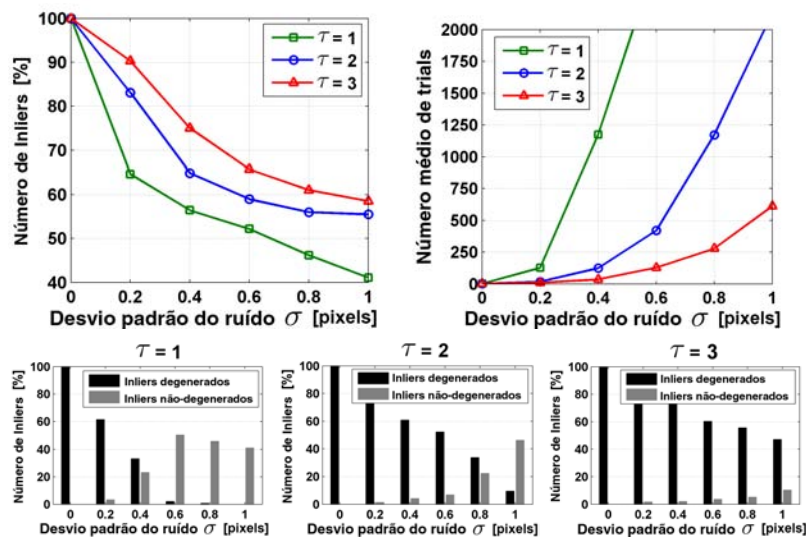 100
90
80
70
60
50
40
Número de Inliers [%]
τ = 1
τ = 2
τ = 3
0 0.2 0.4 0.6 0.8 1
Desvio padrão do ruído σ [pixels]
2000
1750
1500
1250
1000
750
500
250
0
Número médio de trials
τ = 1
τ = 2
τ = 3
0 0.2 0.4 0.6 0.8 1
Desvio padrão do ruído σ [pixels]
τ = 1
100
80
60
40
20
0
Número de Inliers [%]
Inliers degenerados
Inliers não-degenerados
0 0.2 0.4 0.6 0.8 1
Desvio padrão do ruído σ [pixels]
τ = 2
100
80
60
40
20
0
Número de Inliers [%]
Inliers degenerados
Inliers não-degenerados
0 0.2 0.4 0.6 0.8 1
Desvio padrão do ruído σ [pixels]
τ = 3
100
80
60
40
20
0
Número de Inliers [%]
Inliers degenerados
Inliers não-degenerados
0 0.2 0.4 0.6 0.8 1
Desvio padrão do ruído σ [pixels]